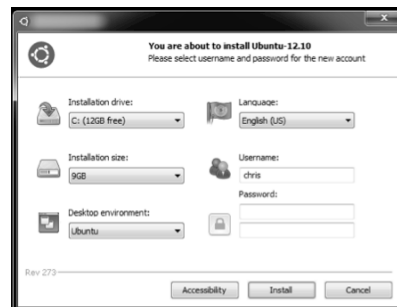 You are about to install Ubuntu-12.10
Please select username and password for the new account
Installation drive:
C: (12GB free)
Language:
English (US)
Installation size:
9GB
Username:
chris
Password:
Desktop environment:
Ubuntu
Rev 273
Accessibility
Install
Cancel